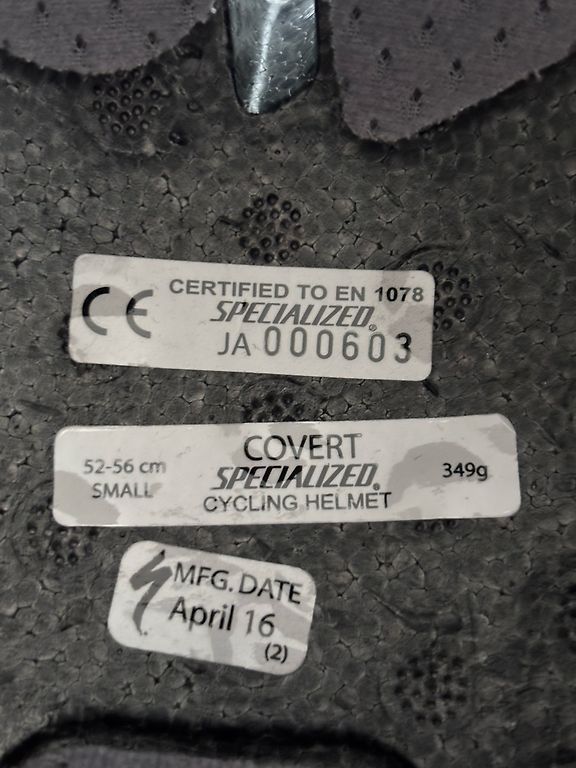 CE CERTIFIED TO EN 1078
SPECIALIZED®
JA 000603
COVERT
52-56 cm SPECIALIZED® 349g
SMALL CYCLING HELMET
MFG. DATE
April 16
(2)